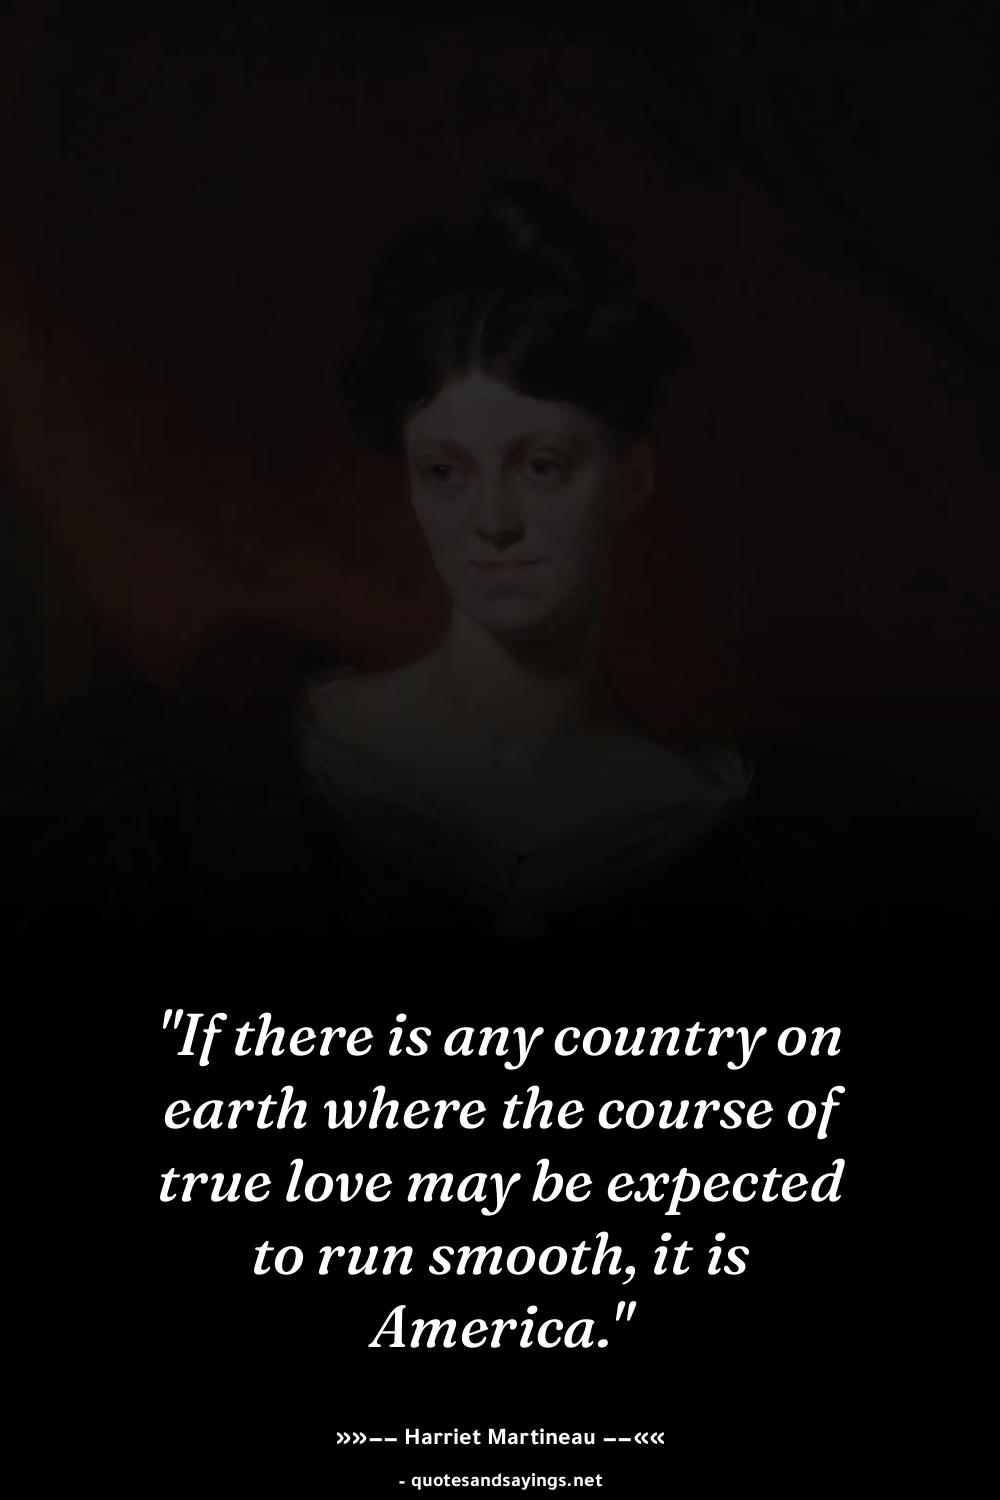 "If there is any country on
earth where the course of
true love may be expected
to run smooth, it is
America."
»»–– Harriet Martineau ––««
- quotesandsayings.net